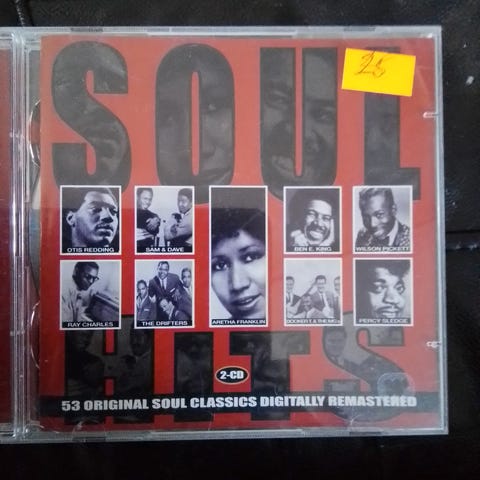 SOUL
25
OTIS REDDING
SAM & DAVE
BEN E. KING
WILSON PICKETT
RAY CHARLES
THE DRIFTERS
ARETHA FRANKLIN
BOOKER T. & THE MG's
PERCY SLEDGE
HITS
2-CD
53 ORIGINAL SOUL CLASSICS DIGITALLY REMASTERED